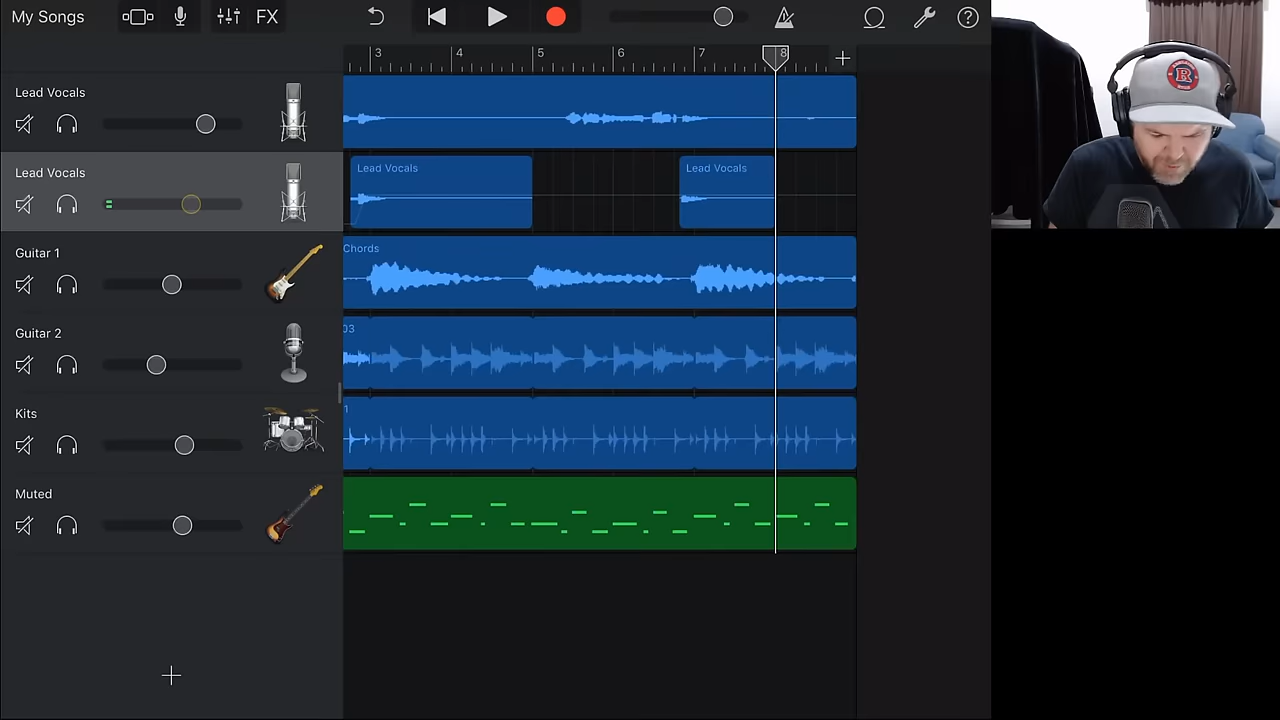 My Songs
FX
3 4 5 6 7 8
Lead Vocals
Lead Vocals
Lead Vocals
Lead Vocals
Guitar 1
Chords
Guitar 2
03
Kits
1
Muted
R